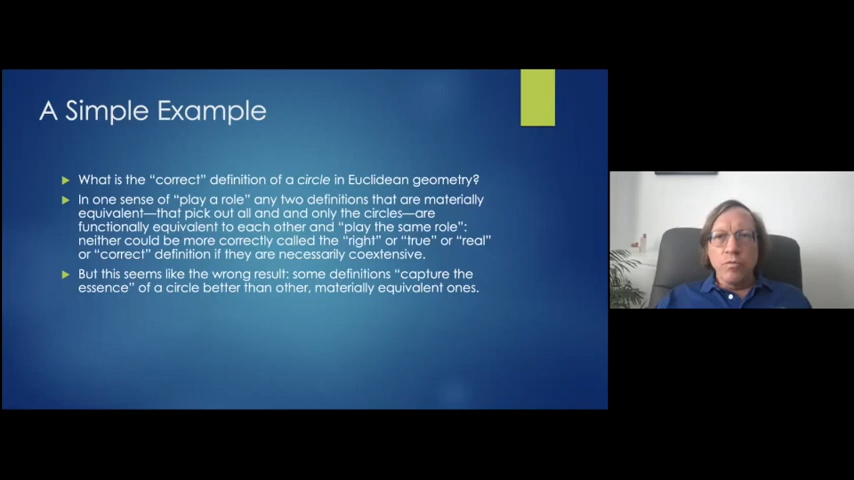 A Simple Example
What is the “correct” definition of a circle in Euclidean geometry?
In one sense of “play a role” any two definitions that are materially
equivalent—that pick out all and and only the circles—are
functionally equivalent to each other and “play the same role”:
neither could be more correctly called the “right” or “true” or “real”
or “correct” definition if they are necessarily coextensive.
But this seems like the wrong result: some definitions “capture the
essence” of a circle better than other, materially equivalent ones.